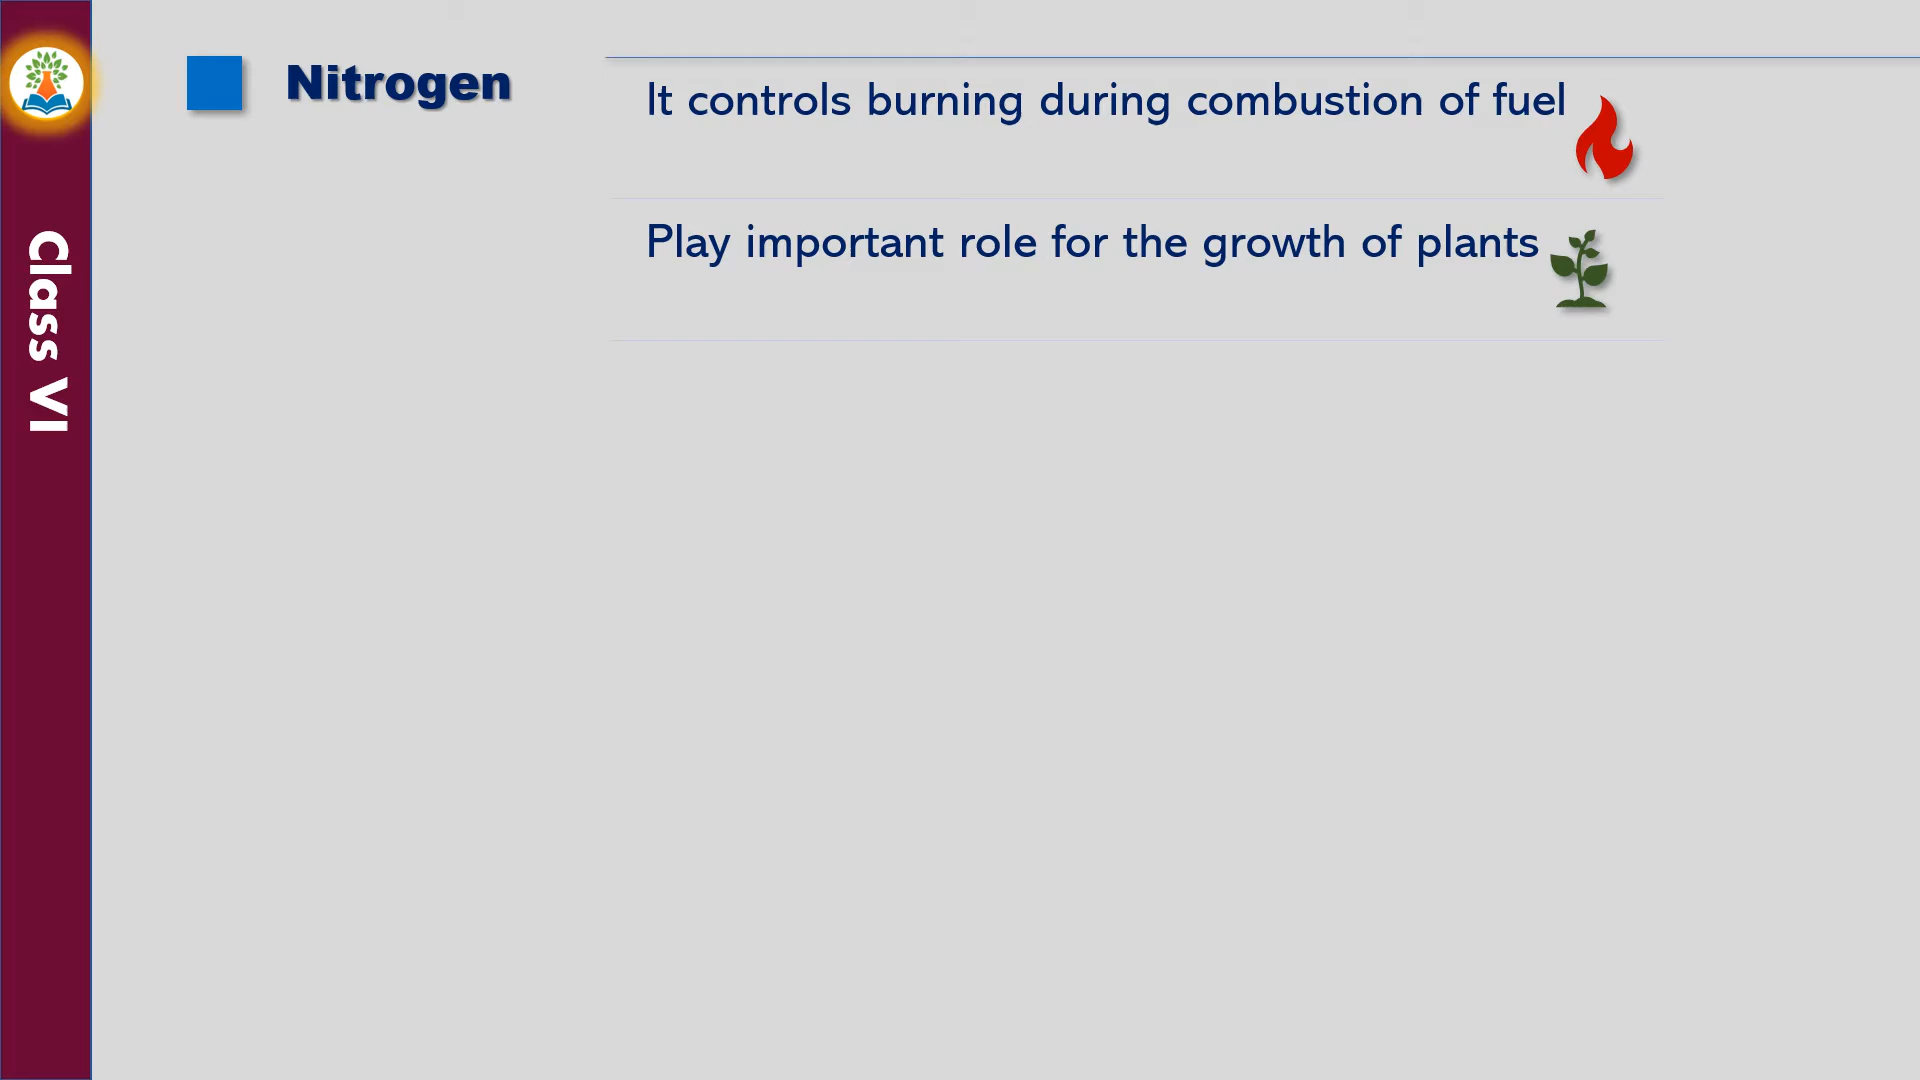 Nitrogen
It controls burning during combustion of fuel
Play important role for the growth of plants
Class VI